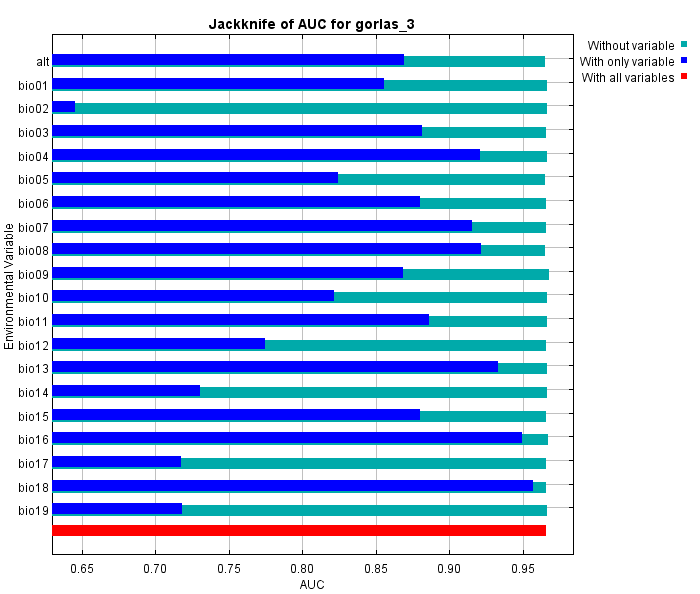 Jackknife of AUC for gorlas_3
Without variable
With only variable
With all variables
Environmental Variable
alt
bio01
bio02
bio03
bio04
bio05
bio06
bio07
bio08
bio09
bio10
bio11
bio12
bio13
bio14
bio15
bio16
bio17
bio18
bio19
0.65 0.70 0.75 0.80 0.85 0.90 0.95
AUC